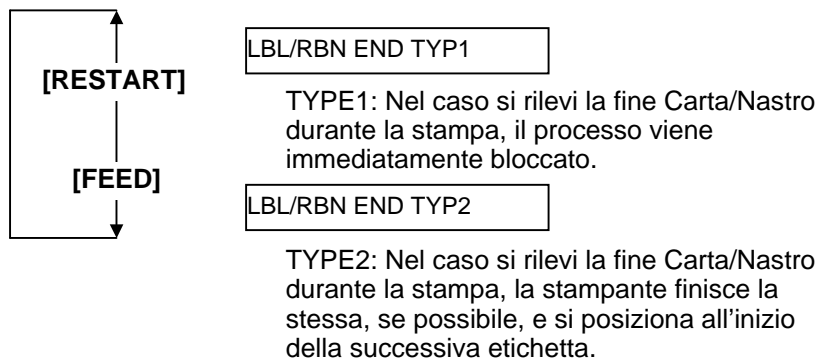 [RESTART]
[FEED]
LBL/RBN END TYP1
TYPE1: Nel caso si rilevi la fine Carta/Nastro
durante la stampa, il processo viene
immediatamente bloccato.
LBL/RBN END TYP2
TYPE2: Nel caso si rilevi la fine Carta/Nastro
durante la stampa, la stampante finisce la
stessa, se possibile, e si posiziona all’inizio
della successiva etichetta.